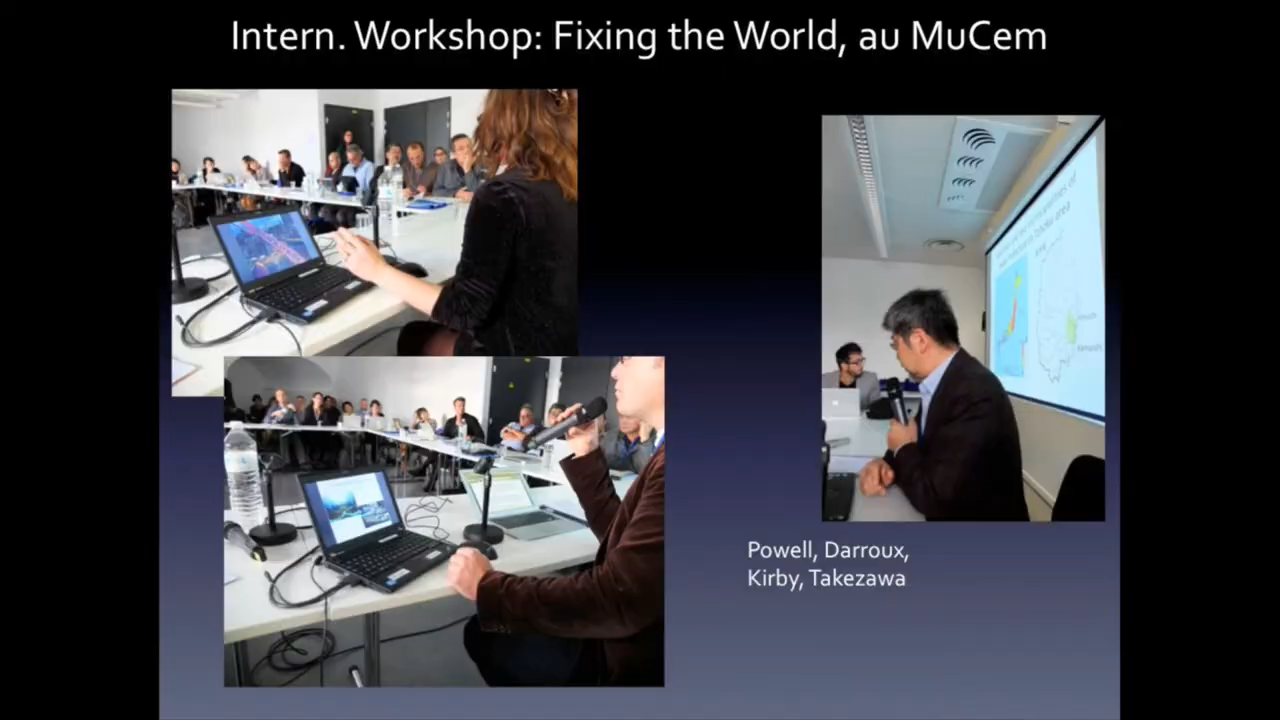 Intern. Workshop: Fixing the World, au MuCem
Powell, Darroux,
Kirby, Takezawa